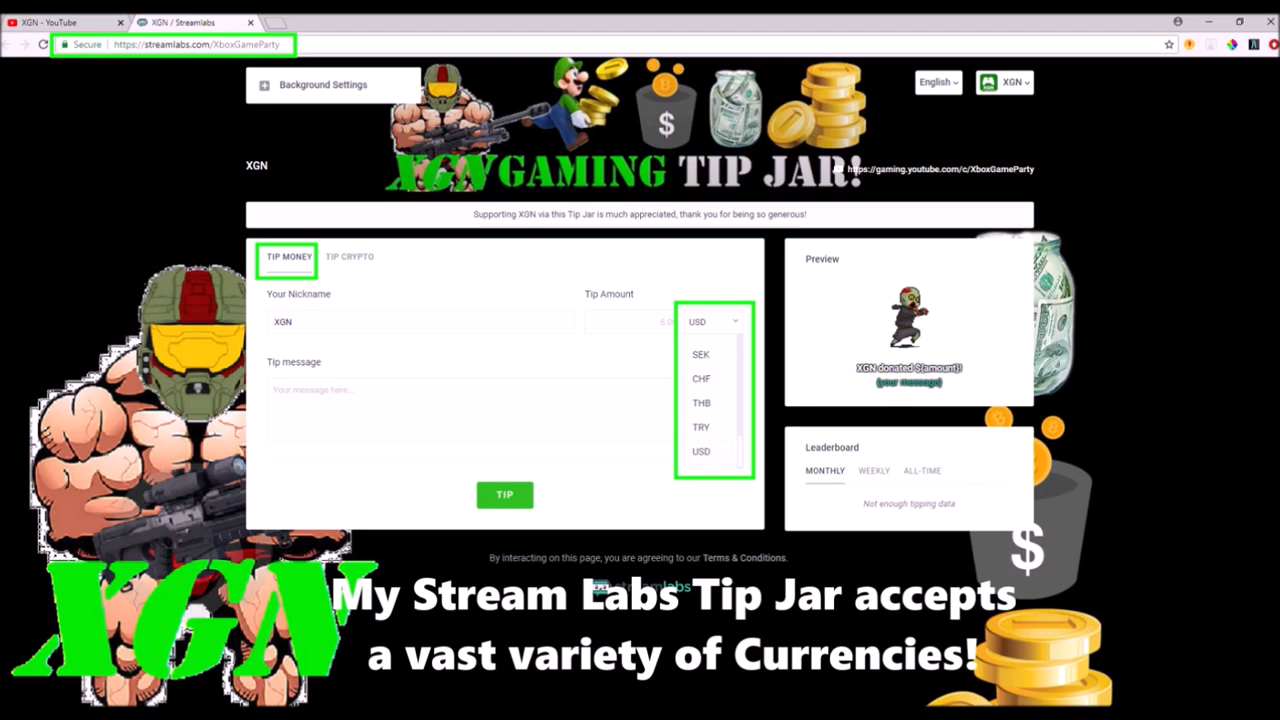 XGN - YouTube
XGN / Streamlabs
Secure
https://streamlabs.com/XboxGameParty
Background Settings
$
English
XGN
XGN
XGN GAMING TIP JAR!
https://gaming.youtube.com/c/XboxGameParty
Supporting XGN via this Tip Jar is much appreciated, thank you for being so generous!
TIP MONEY
TIP CRYPTO
Your Nickname
Tip Amount
XGN
5.0
USD
SEK
CHF
THB
TRY
USD
Tip message
Your message here...
TIP
Preview
XGN donated ${amount}!
{your message}
Leaderboard
MONTHLY
WEEKLY
ALL-TIME
Not enough tipping data
By interacting on this page, you are agreeing to our Terms & Conditions.
streamlabs
$
XGN
My Stream Labs Tip Jar accepts
a vast variety of Currencies!